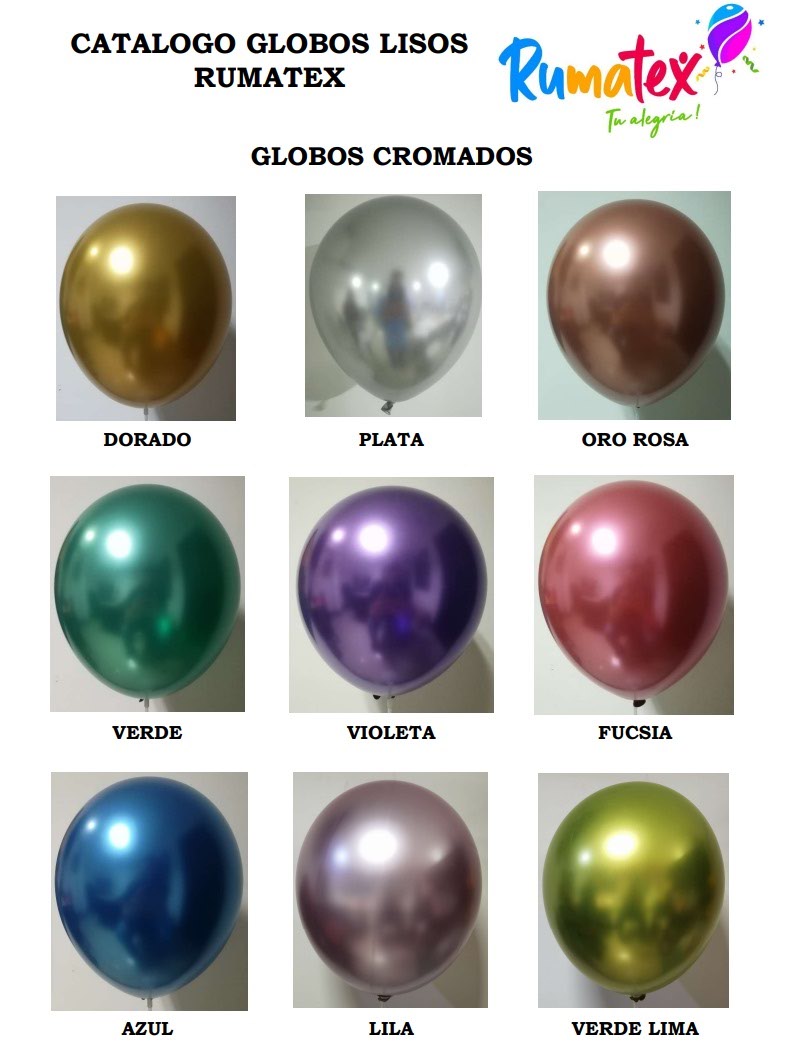 CATALOGO GLOBOS LISOS
RUMATEX
Rumatex
Tu alegría!
GLOBOS CROMADOS
DORADO
PLATA
ORO ROSA
VERDE
VIOLETA
FUCSIA
AZUL
LILA
VERDE LIMA